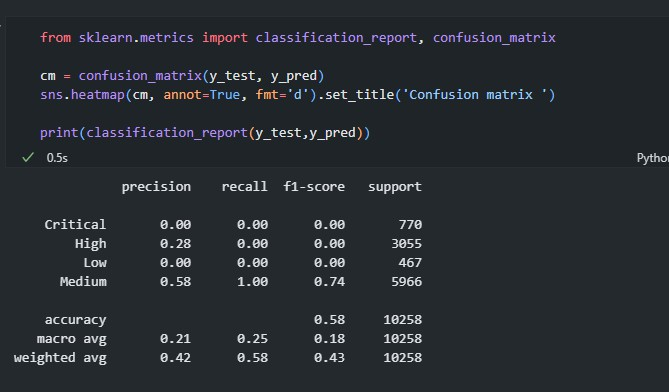 from sklearn.metrics import classification_report, confusion_matrix
cm = confusion_matrix(y_test, y_pred)
sns.heatmap(cm, annot=True, fmt='d').set_title('Confusion matrix ')
print(classification_report(y_test,y_pred))
✓ 0.5s Pytho
precision recall f1-score support
Critical 0.00 0.00 0.00 770
High 0.28 0.00 0.00 3055
Low 0.00 0.00 0.00 467
Medium 0.58 1.00 0.74 5966
accuracy 0.58 10258
macro avg 0.21 0.25 0.18 10258
weighted avg 0.42 0.58 0.43 10258